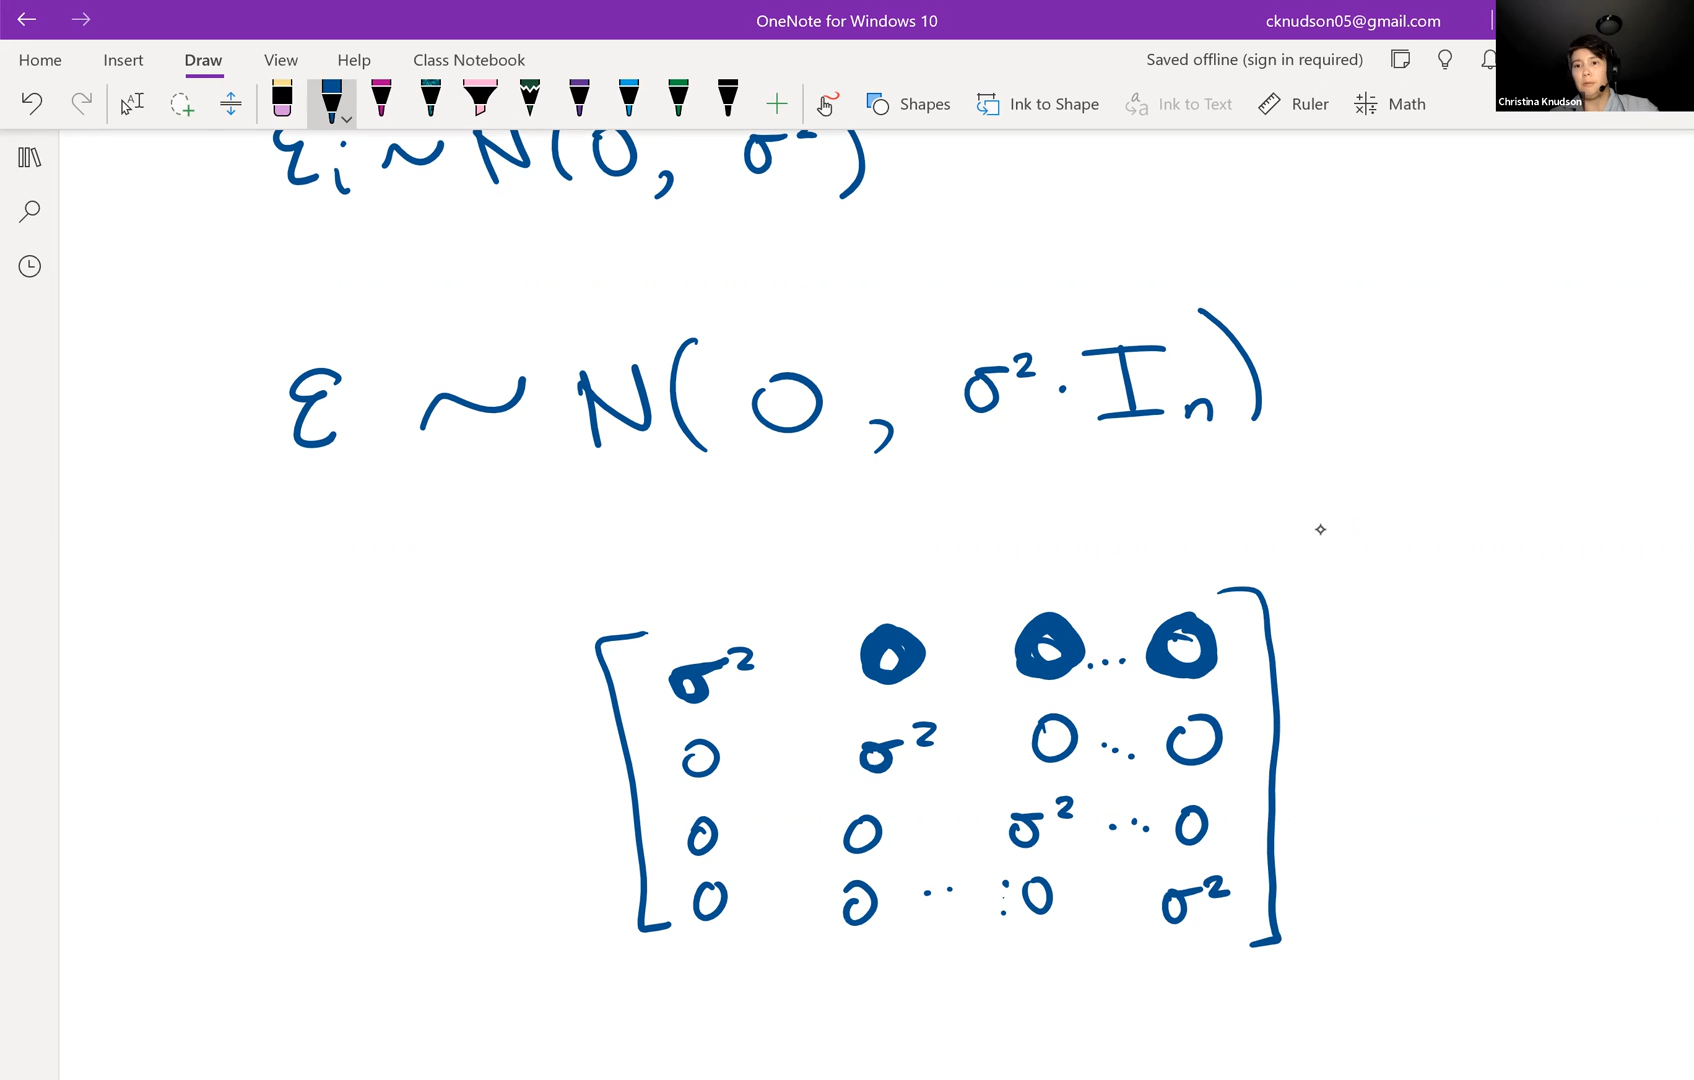 OneNote for Windows 10
cknudson05@gmail.com
Home Insert Draw View Help Class Notebook
Saved offline (sign in required)
Christina Knudson
Shapes Ink to Shape Ink to Text Ruler Math
εᵢ ~ N(0, σ²)
ε ~ N(0, σ² · Iₙ)
σ² 0 0 ... 0
0 σ² 0 ... 0
0 0 σ² ... 0
0 0 .. ⋮ 0 σ²